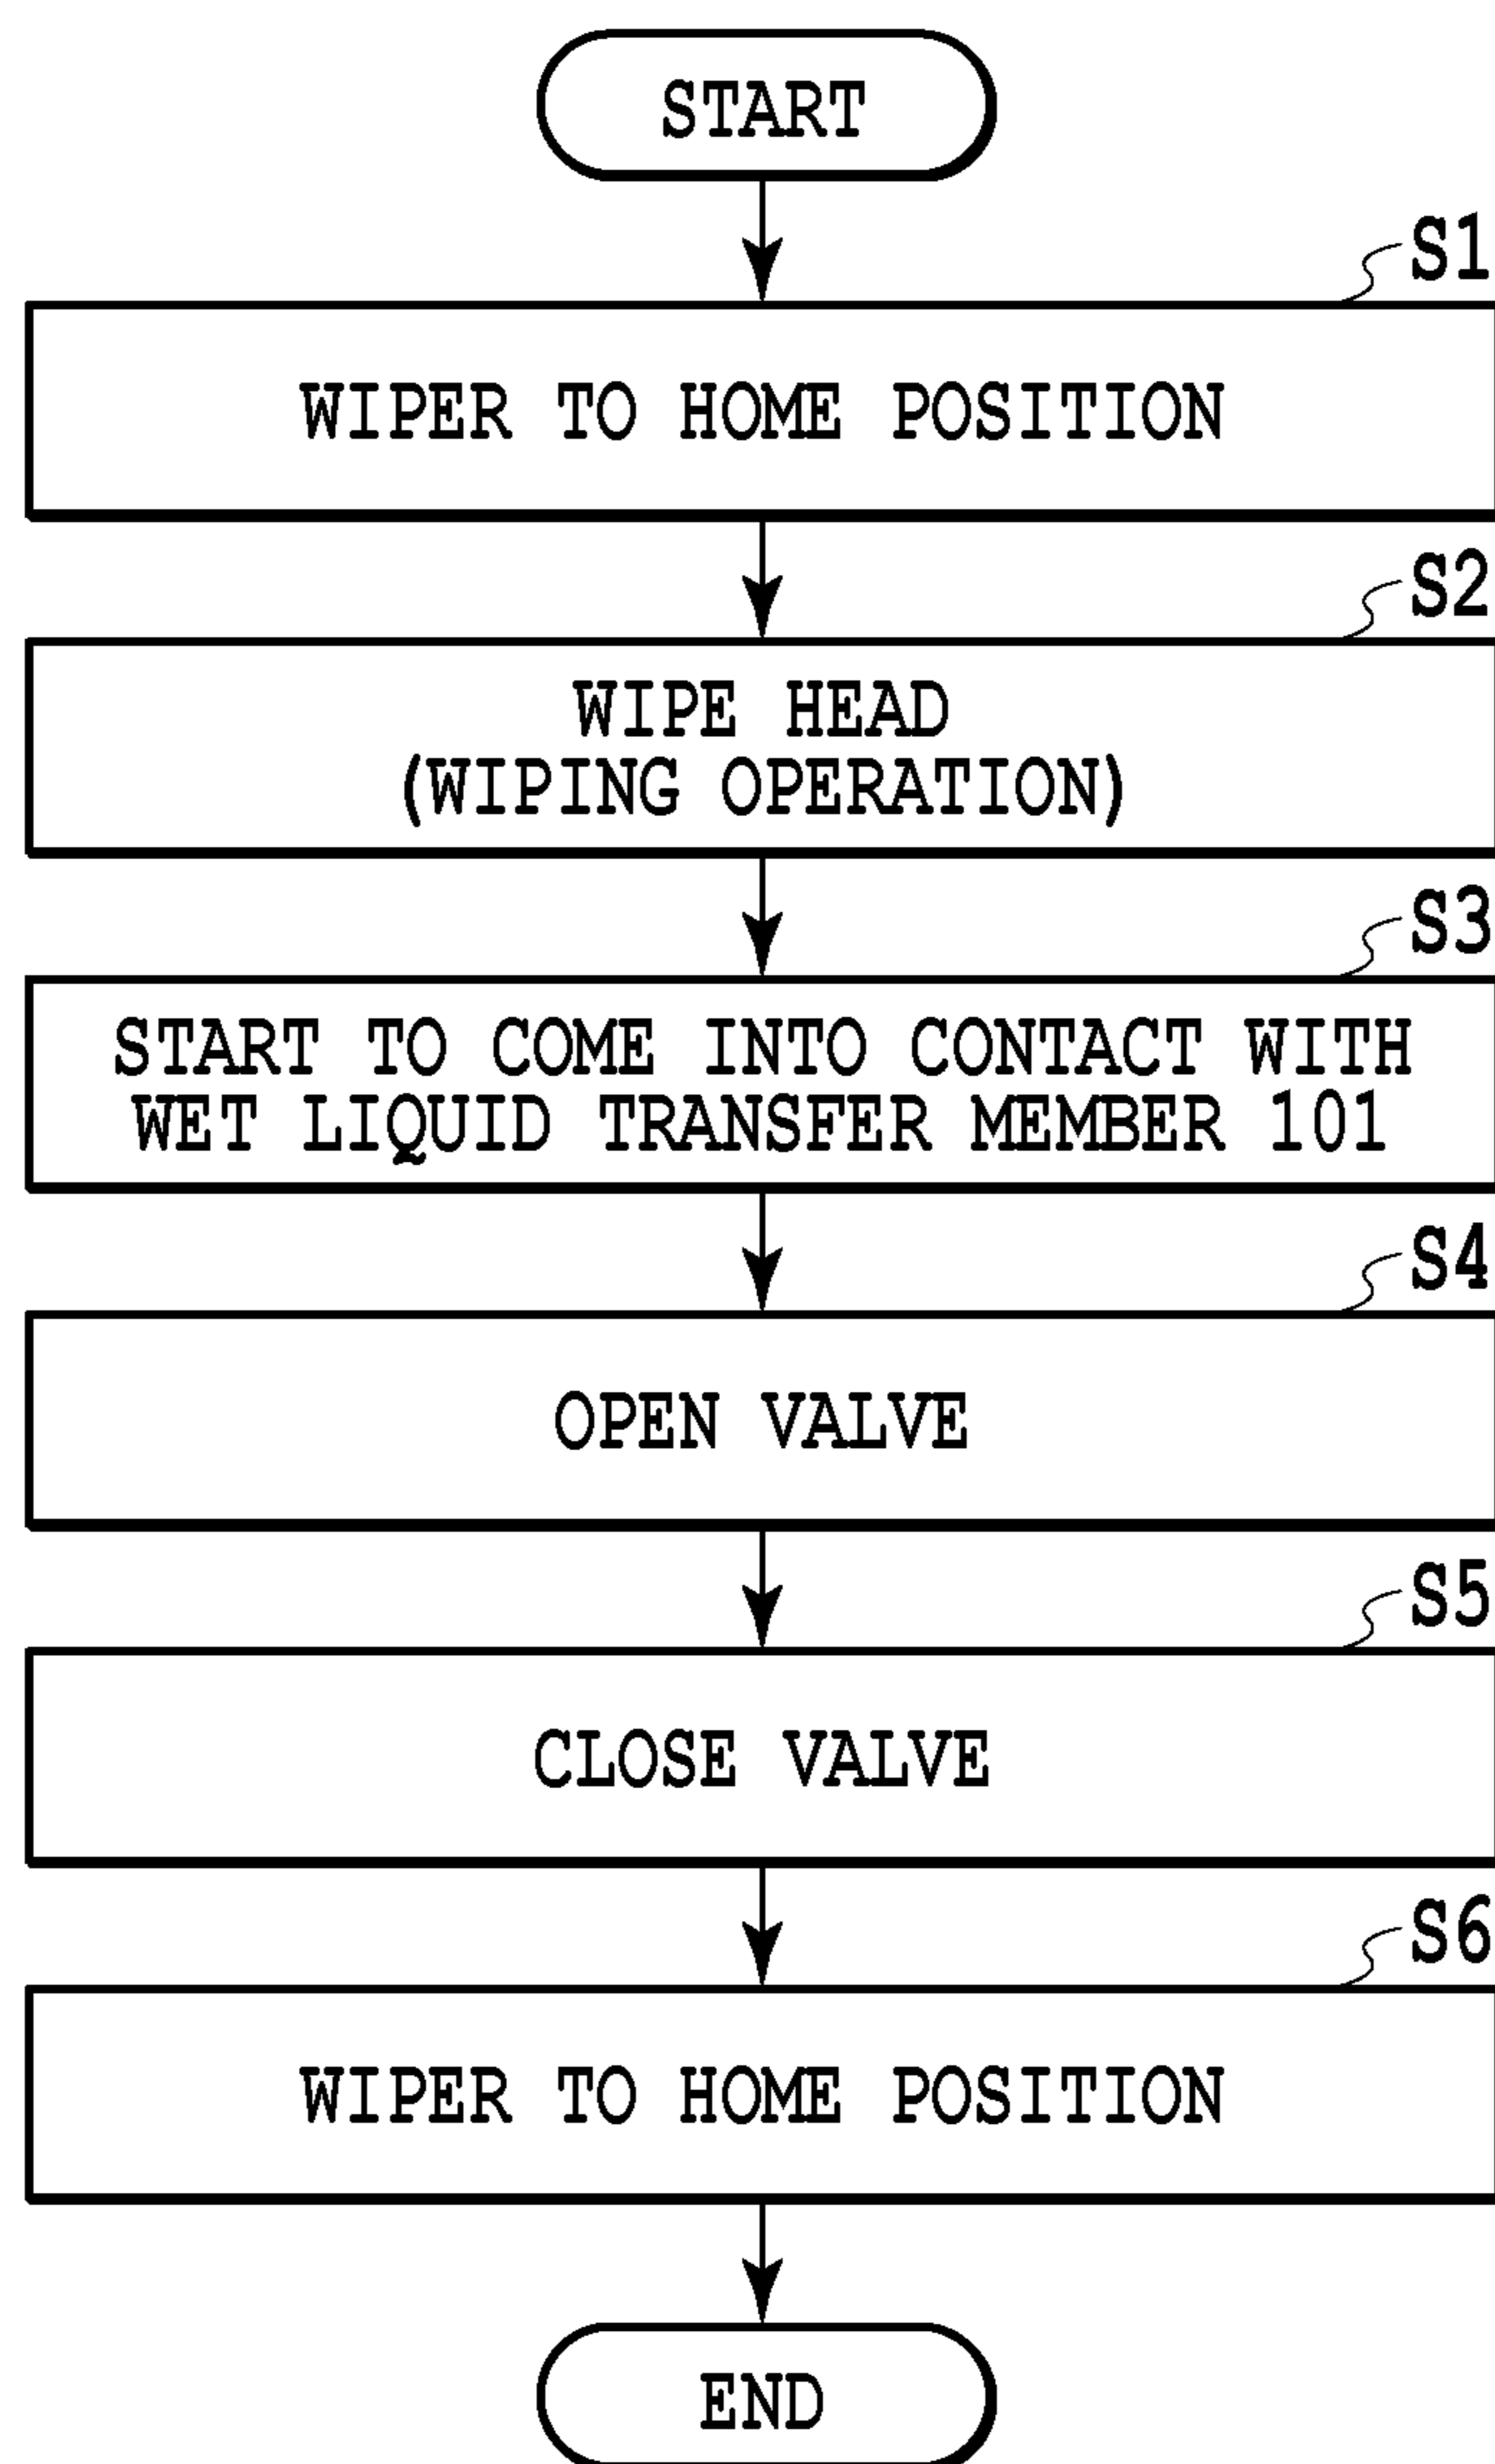 START
S1
WIPER TO HOME POSITION
S2
WIPE HEAD
(WIPING OPERATION)
S3
START TO COME INTO CONTACT WITH
WET LIQUID TRANSFER MEMBER 101
S4
OPEN VALVE
S5
CLOSE VALVE
S6
WIPER TO HOME POSITION
END